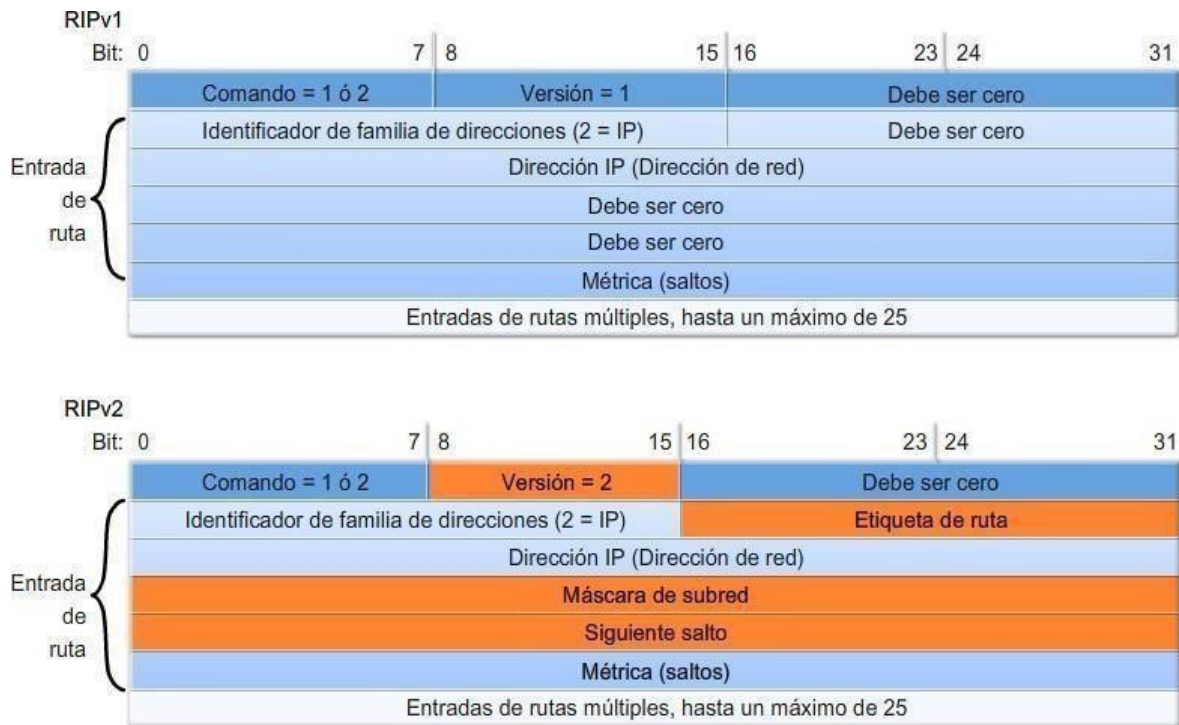 RIPv1
Bit: 0 7 8 15 16 23 24 31
Comando = 1 ó 2 Versión = 1 Debe ser cero
Identificador de familia de direcciones (2 = IP) Debe ser cero
Dirección IP (Dirección de red)
Debe ser cero
Debe ser cero
Métrica (saltos)
Entrada
de
ruta
Entradas de rutas múltiples, hasta un máximo de 25
RIPv2
Bit: 0 7 8 15 16 23 24 31
Comando = 1 ó 2 Versión = 2 Debe ser cero
Identificador de familia de direcciones (2 = IP) Etiqueta de ruta
Dirección IP (Dirección de red)
Máscara de subred
Siguiente salto
Métrica (saltos)
Entrada
de
ruta
Entradas de rutas múltiples, hasta un máximo de 25